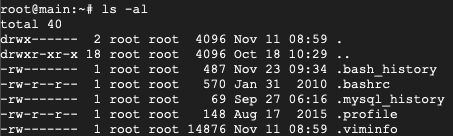 root@main:~# ls -al
total 40
drwx------  2 root root  4096 Nov 11 08:59 .
drwxr-xr-x 18 root root  4096 Oct 18 10:29 ..
-rw-------  1 root root   487 Nov 23 09:34 .bash_history
-rw-r--r--  1 root root   570 Jan 31  2010 .bashrc
-rw-------  1 root root    69 Sep 27 06:16 .mysql_history
-rw-r--r--  1 root root   148 Aug 17  2015 .profile
-rw-------  1 root root 14876 Nov 11 08:59 .viminfo